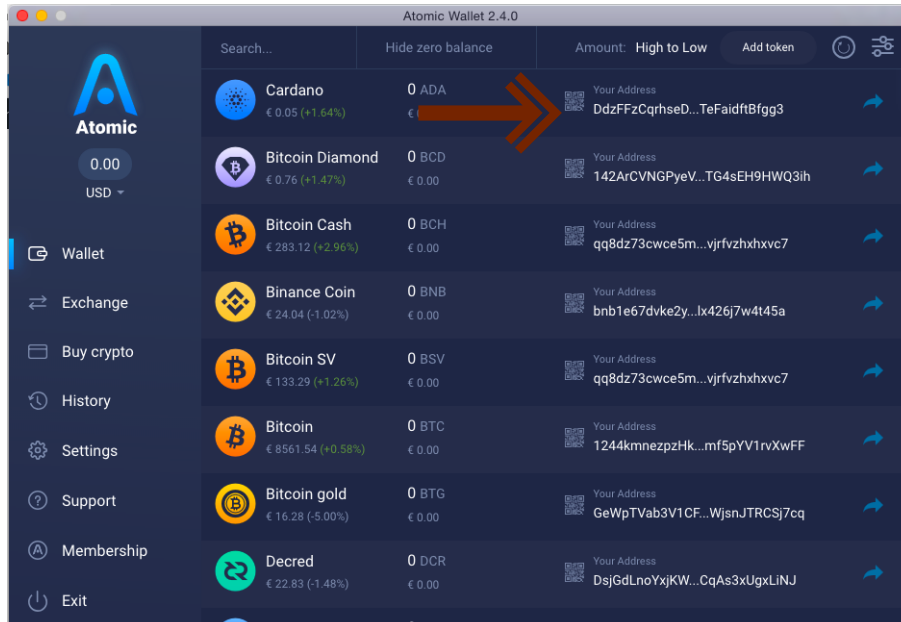 Atomic Wallet 2.4.0
Search...
Hide zero balance
Amount: High to Low
Add token
Atomic
0.00
USD
Wallet
Exchange
Buy crypto
History
Settings
Support
Membership
Exit
Cardano
€ 0.05 (+1.64%)
0 ADA
€
Your Address
DdzFFzCqrhseD...TeFaidftBfgg3
Bitcoin Diamond
€ 0.76 (+1.47%)
0 BCD
€ 0.00
Your Address
142ArCVNGPyeV...TG4sEH9HWQ3ih
Bitcoin Cash
€ 283.12 (+2.96%)
0 BCH
€ 0.00
Your Address
qq8dz73cwce5m...vjrfvzhxhxvc7
Binance Coin
€ 24.04 (-1.02%)
0 BNB
€ 0.00
Your Address
bnb1e67dvke2y...lx426j7w4t45a
Bitcoin SV
€ 133.29 (+1.26%)
0 BSV
€ 0.00
Your Address
qq8dz73cwce5m...vjrfvzhxhxvc7
Bitcoin
€ 8561.54 (+0.58%)
0 BTC
€ 0.00
Your Address
1244kmnezpzHk...mf5pYV1rvXwFF
Bitcoin gold
€ 16.28 (-5.00%)
0 BTG
€ 0.00
Your Address
GeWpTVab3V1CF...WjsnJTRCSj7cq
Decred
€ 22.83 (-1.48%)
0 DCR
€ 0.00
Your Address
DsjGdLnoYxjKW...CqAs3xUgxLiNJ